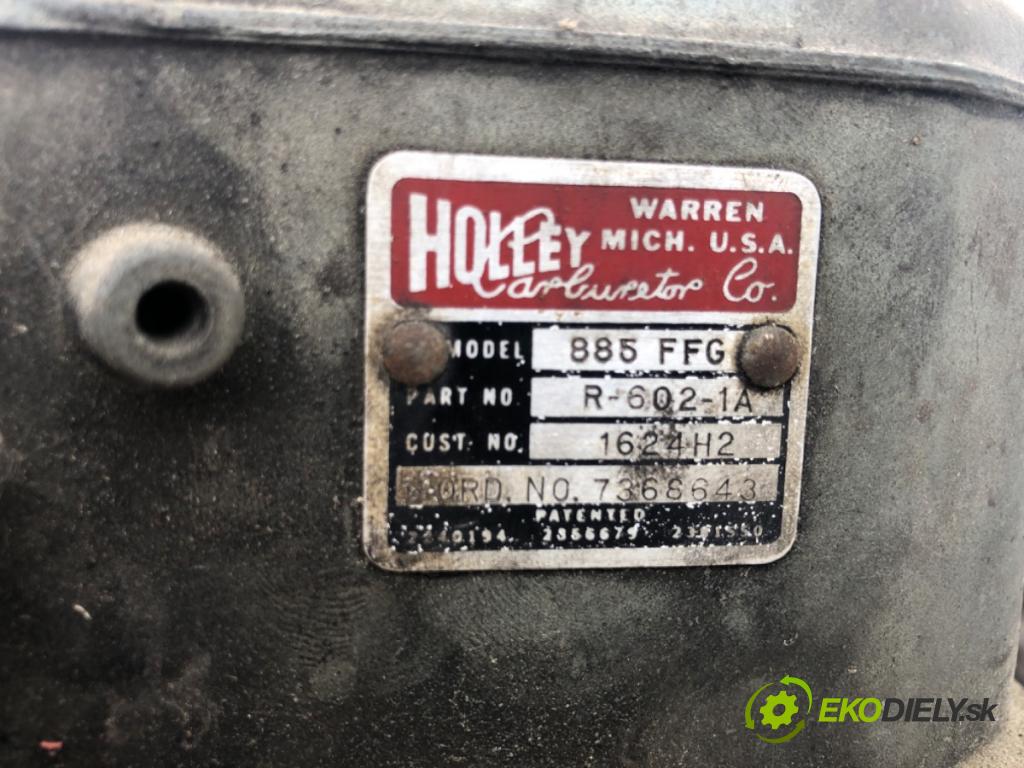 HOLLEY
WARREN
MICH. U.S.A.
Carburetor Co.
MODEL 885 FFG
PART NO. R-602-1A
CUST. NO. 1624H2
ORD. NO. 7368643
PATENTED
EKODIELY.sk